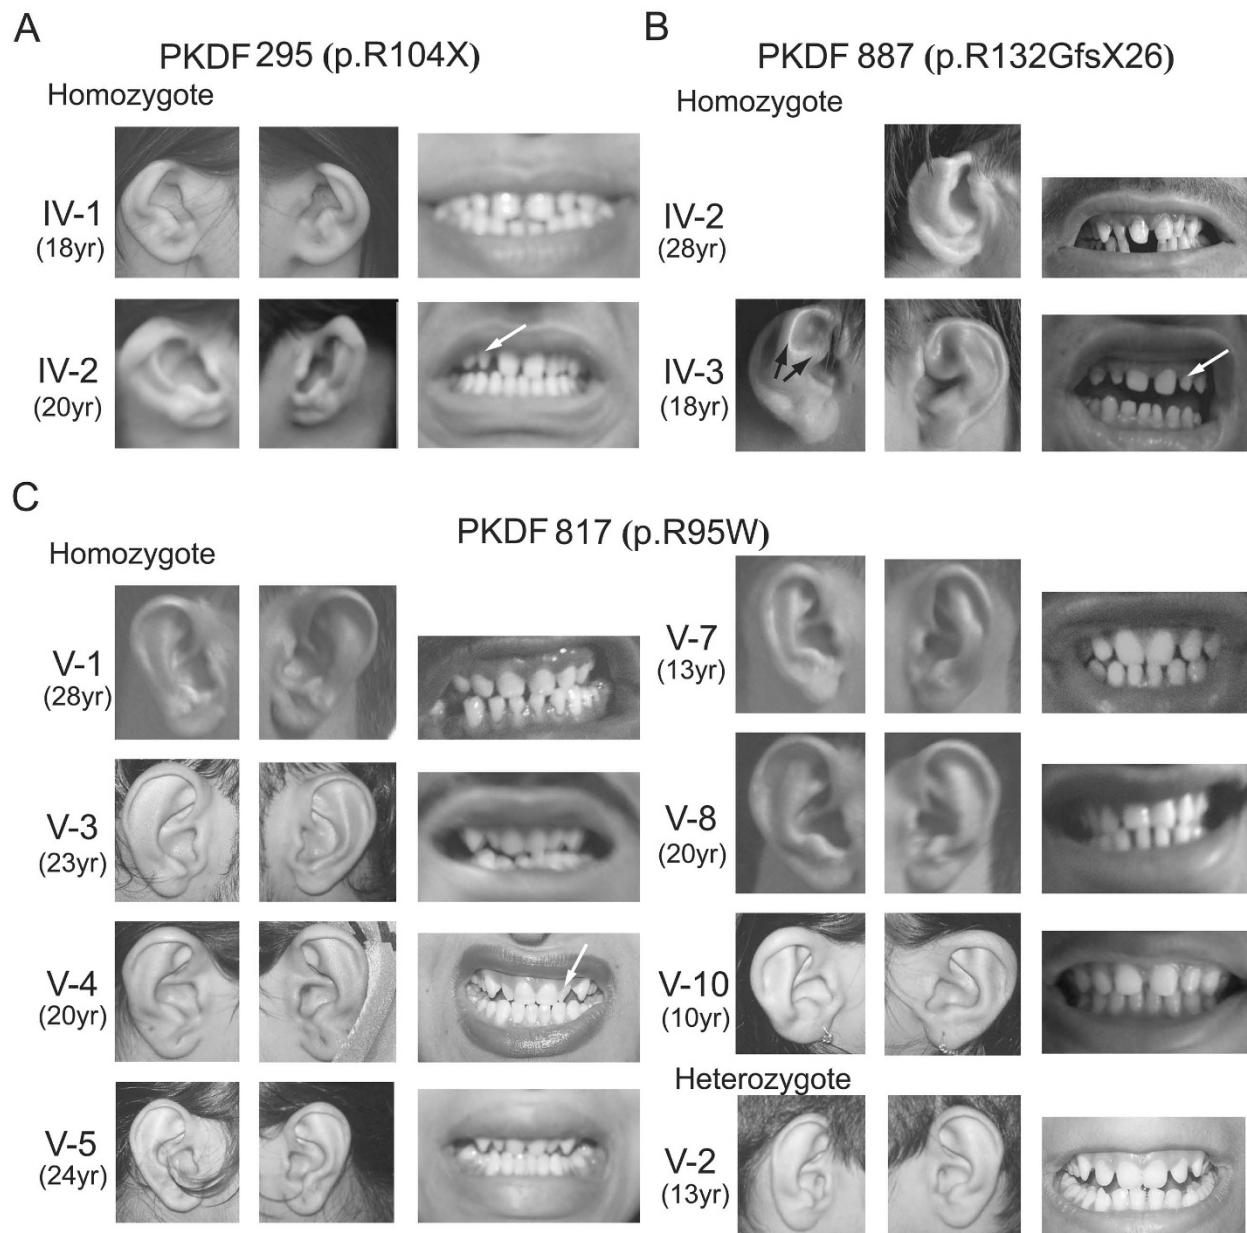 A
PKDF 295 (p.R104X)
Homozygote
IV-1
(18yr)
IV-2
(20yr)
B
PKDF 887 (p.R132GfsX26)
Homozygote
IV-2
(28yr)
IV-3
(18yr)
C
PKDF 817 (p.R95W)
Homozygote
V-1
(28yr)
V-3
(23yr)
V-4
(20yr)
V-5
(24yr)
V-7
(13yr)
V-8
(20yr)
V-10
(10yr)
Heterozygote
V-2
(13yr)